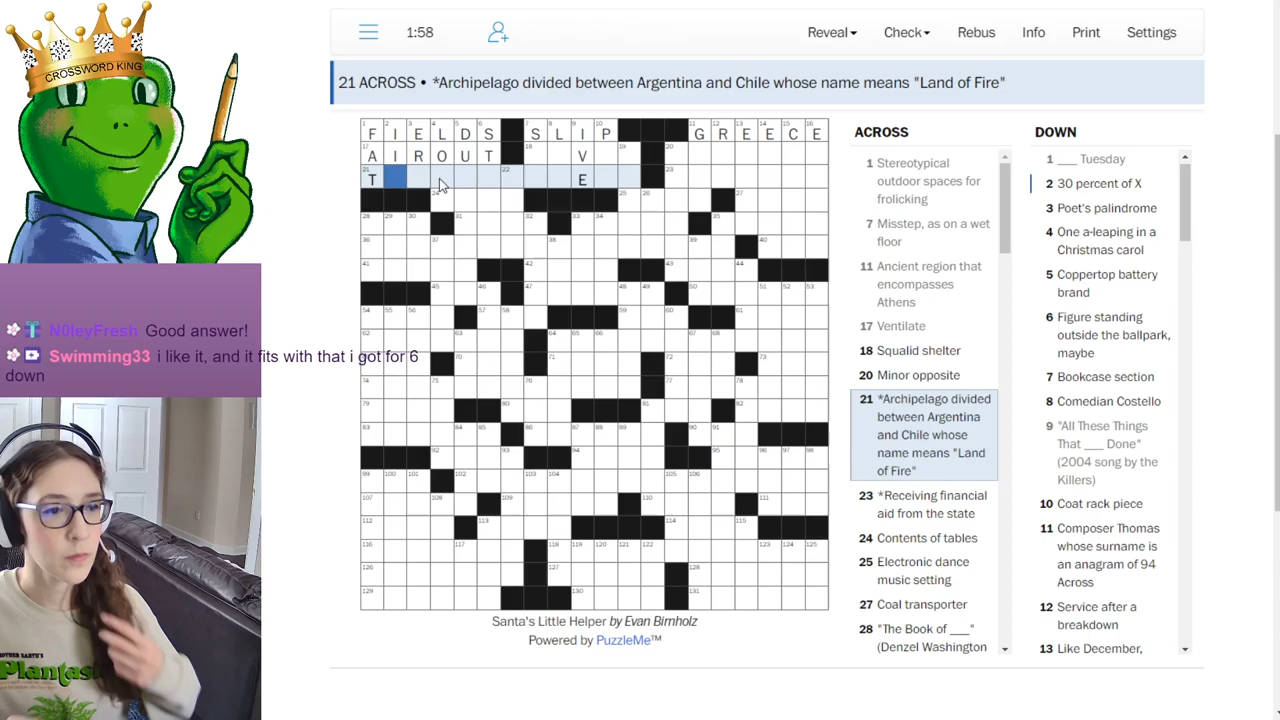 CROSSWORD KING
1:58
Reveal
Check
Rebus
Info
Print
Settings
21 ACROSS • *Archipelago divided between Argentina and Chile whose name means "Land of Fire"
F I E L D S S L I P G R E E C E
A I R O U T V
T E
Santa's Little Helper by Evan Birnholz
Powered by PuzzleMe™
ACROSS
1 Stereotypical
outdoor spaces for
frolicking
7 Misstep, as on a wet
floor
11 Ancient region that
encompasses
Athens
17 Ventilate
18 Squalid shelter
20 Minor opposite
21 *Archipelago divided
between Argentina
and Chile whose
name means "Land
of Fire"
23 *Receiving financial
aid from the state
24 Contents of tables
25 Electronic dance
music setting
27 Coal transporter
28 "The Book of ___"
(Denzel Washington
DOWN
1 ___ Tuesday
2 30 percent of X
3 Poet's palindrome
4 One a-leaping in a
Christmas carol
5 Coppertop battery
brand
6 Figure standing
outside the ballpark,
maybe
7 Bookcase section
8 Comedian Costello
9 "All These Things
That ___ Done"
(2004 song by the
Killers)
10 Coat rack piece
11 Composer Thomas
whose surname is
an anagram of 94
Across
12 Service after a
breakdown
13 Like December,
N0leyFresh Good answer!
Swimming33 i like it, and it fits with that i got for 6
down
MOTHER EARTH'S
Plantas